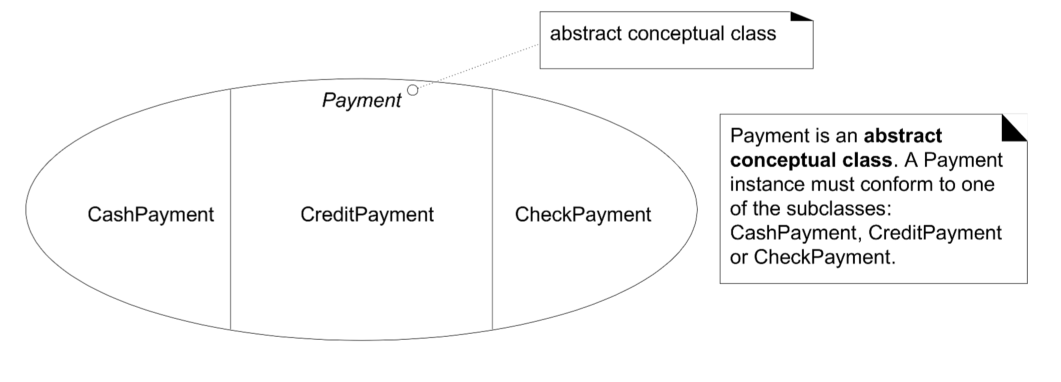 abstract conceptual class
Payment
CashPayment
CreditPayment
CheckPayment
Payment is an abstract
conceptual class. A Payment
instance must conform to one
of the subclasses:
CashPayment, CreditPayment
or CheckPayment.